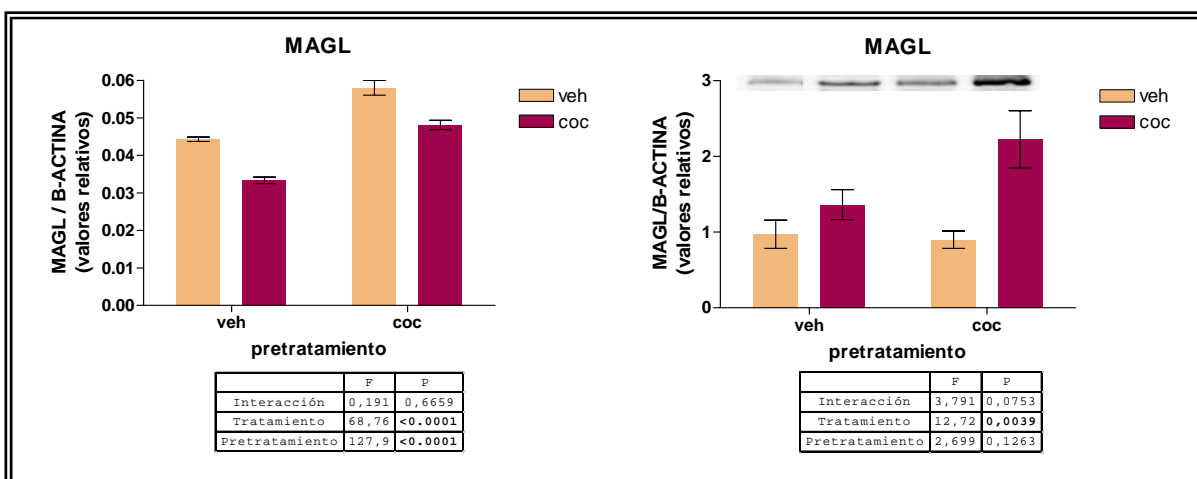 MAGL
0.06
0.05
0.04
0.03
0.02
0.01
0.00
MAGL / B-ACTINA
(valores relativos)
veh
coc
veh coc
pretratamiento
F P
Interacción 0,191 0,6659
Tratamiento 68,76 <0.0001
Pretratamiento 127,9 <0.0001
MAGL
3
2
1
0
MAGL/B-ACTINA
(valores relativos)
veh
coc
veh coc
pretratamiento
F P
Interacción 3,791 0,0753
Tratamiento 12,72 0,0039
Pretratamiento 2,699 0,1263